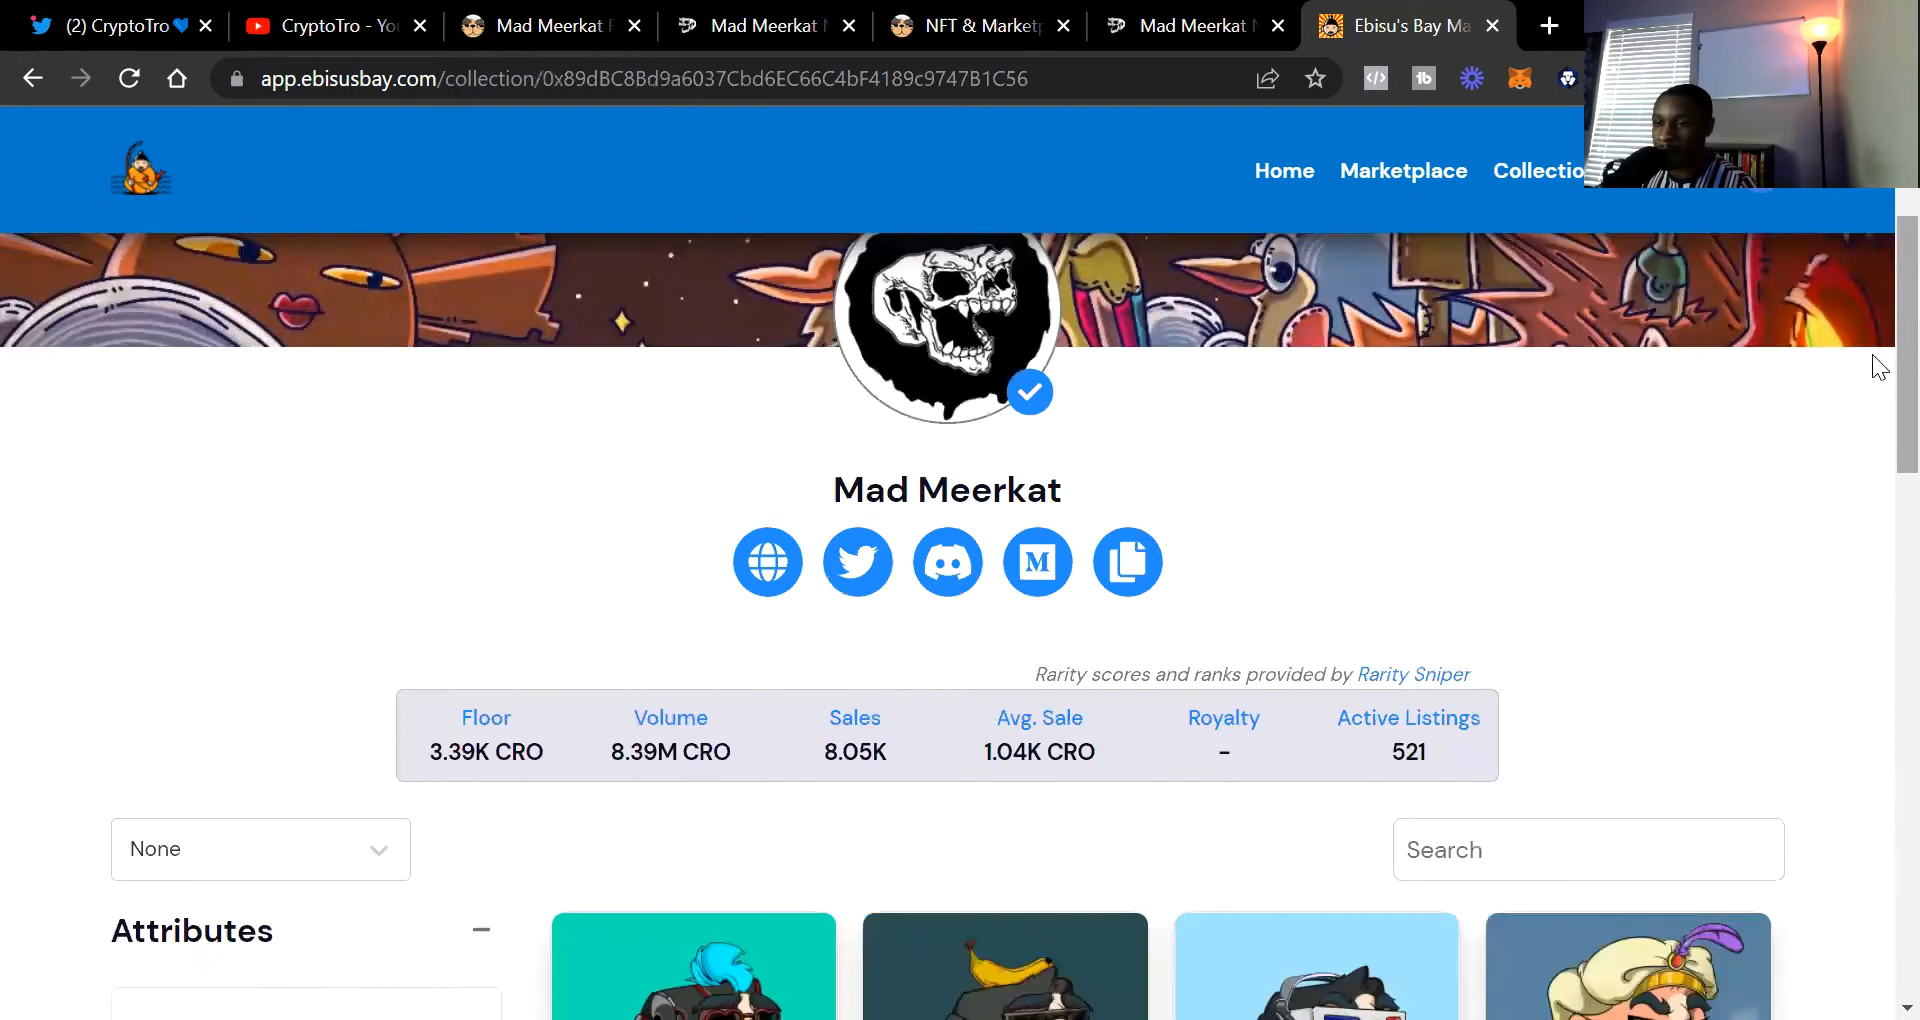 (2) CryptoTro💙
CryptoTro - Yo
Mad Meerkat
Mad Meerkat
NFT & Market
Mad Meerkat
Ebisu's Bay Ma
app.ebisusbay.com/collection/0x89dBC8Bd9a6037Cbd6EC66C4bF4189c9747B1C56
</>
tb
Home Marketplace Collectio
Mad Meerkat
M
Rarity scores and ranks provided by Rarity Sniper
Floor Volume Sales Avg. Sale Royalty Active Listings
3.39K CRO 8.39M CRO 8.05K 1.04K CRO - 521
None
Search
Attributes